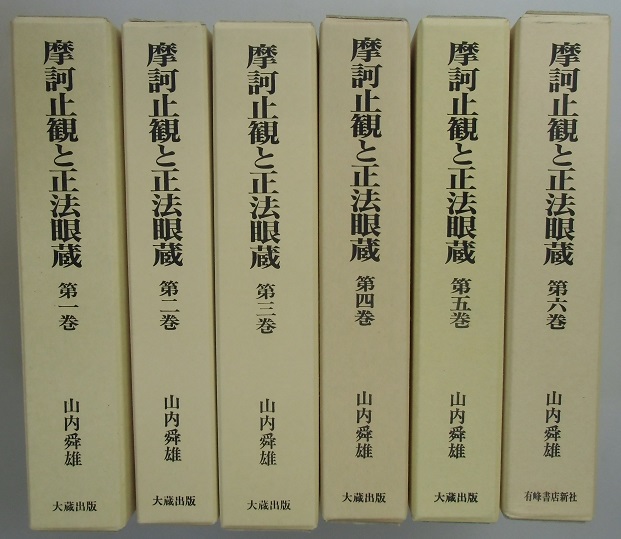 摩訶止観と正法眼蔵 第一巻 山内舜雄
大蔵出版
摩訶止観と正法眼蔵 第二巻 山内舜雄
大蔵出版
摩訶止観と正法眼蔵 第三巻 山内舜雄
大蔵出版
摩訶止観と正法眼蔵 第四巻 山内舜雄
大蔵出版
摩訶止観と正法眼蔵 第五巻 山内舜雄
大蔵出版
摩訶止観と正法眼蔵 第六巻 山内舜雄
有峰書店新社